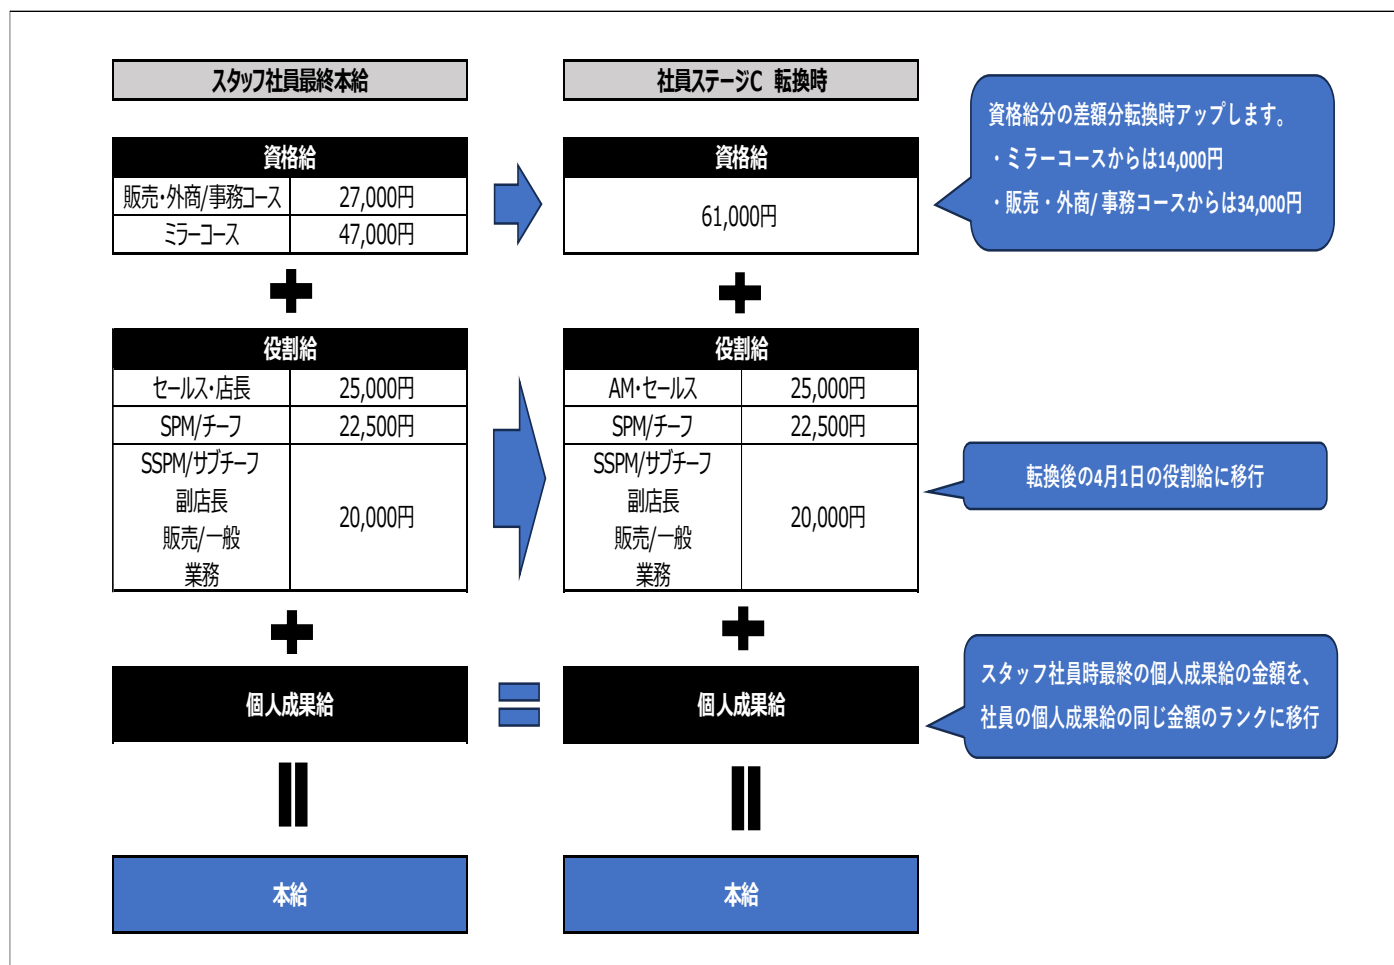 スタッフ社員最終本給
社員ステージC 転換時
資格給分の差額分転換時アップします。
・ミラーコースからは14,000円
・販売・外商/事務コースからは34,000円
資格給
販売・外商/事務コース 27,000円
ミラーコース 47,000円
資格給
61,000円
役割給
セールス・店長 25,000円
SPM/チーフ 22,500円
SSPM/サブチーフ
副店長
販売/一般
業務
20,000円
役割給
AM・セールス 25,000円
SPM/チーフ 22,500円
SSPM/サブチーフ
副店長
販売/一般
業務
20,000円
転換後の4月1日の役割給に移行
個人成果給
個人成果給
スタッフ社員時最終の個人成果給の金額を、
社員の個人成果給の同じ金額のランクに移行
本給
本給